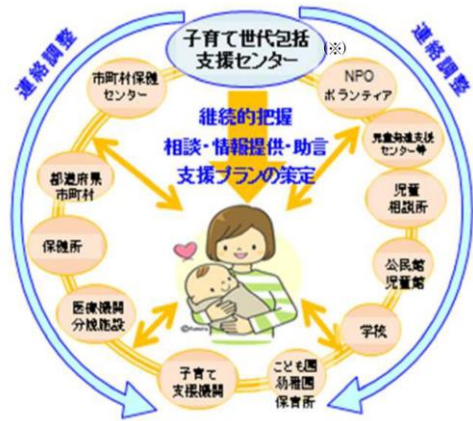 子育て世代包括
支援センター
(※)
連絡調整
連絡調整
市町村保健
センター
NPO
ボランティア
継続的把握
相談・情報提供・助言
支援プランの策定
児童発達支援
センター等
都道府県
市町村
児童
相談所
保健所
公民館
児童館
医療機関
分娩施設
学校
子育て
支援機関
こども園
幼稚園
保育所